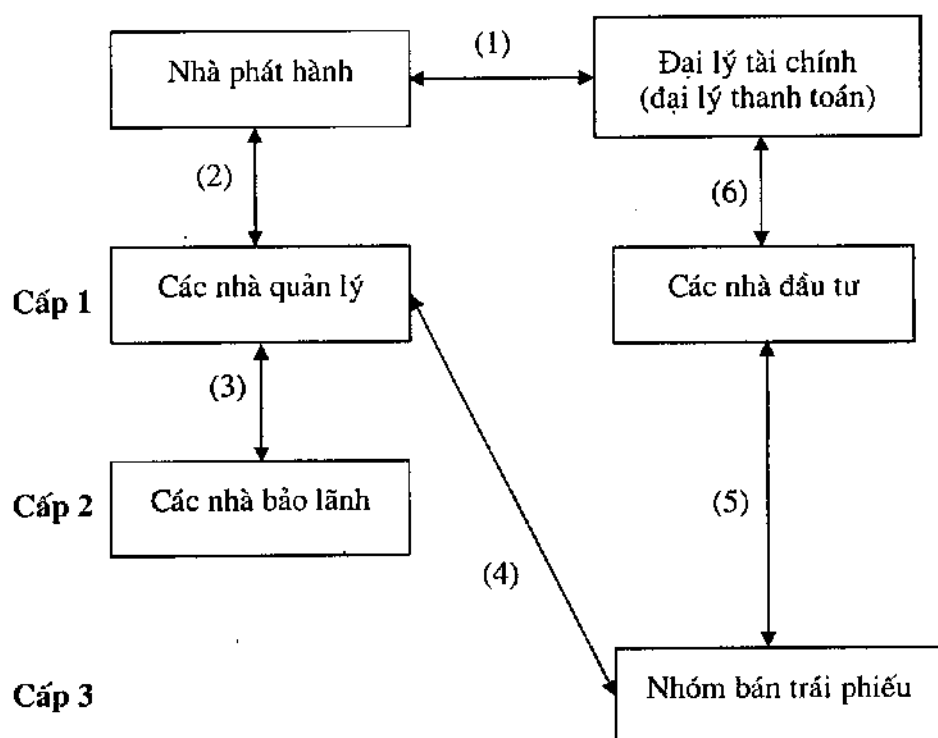 Nhà phát hành
(1)
Đại lý tài chính
(đại lý thanh toán)
(2)
(6)
Cấp 1
Các nhà quản lý
Các nhà đầu tư
(3)
Cấp 2
Các nhà bảo lãnh
(5)
(4)
Cấp 3
Nhóm bán trái phiếu